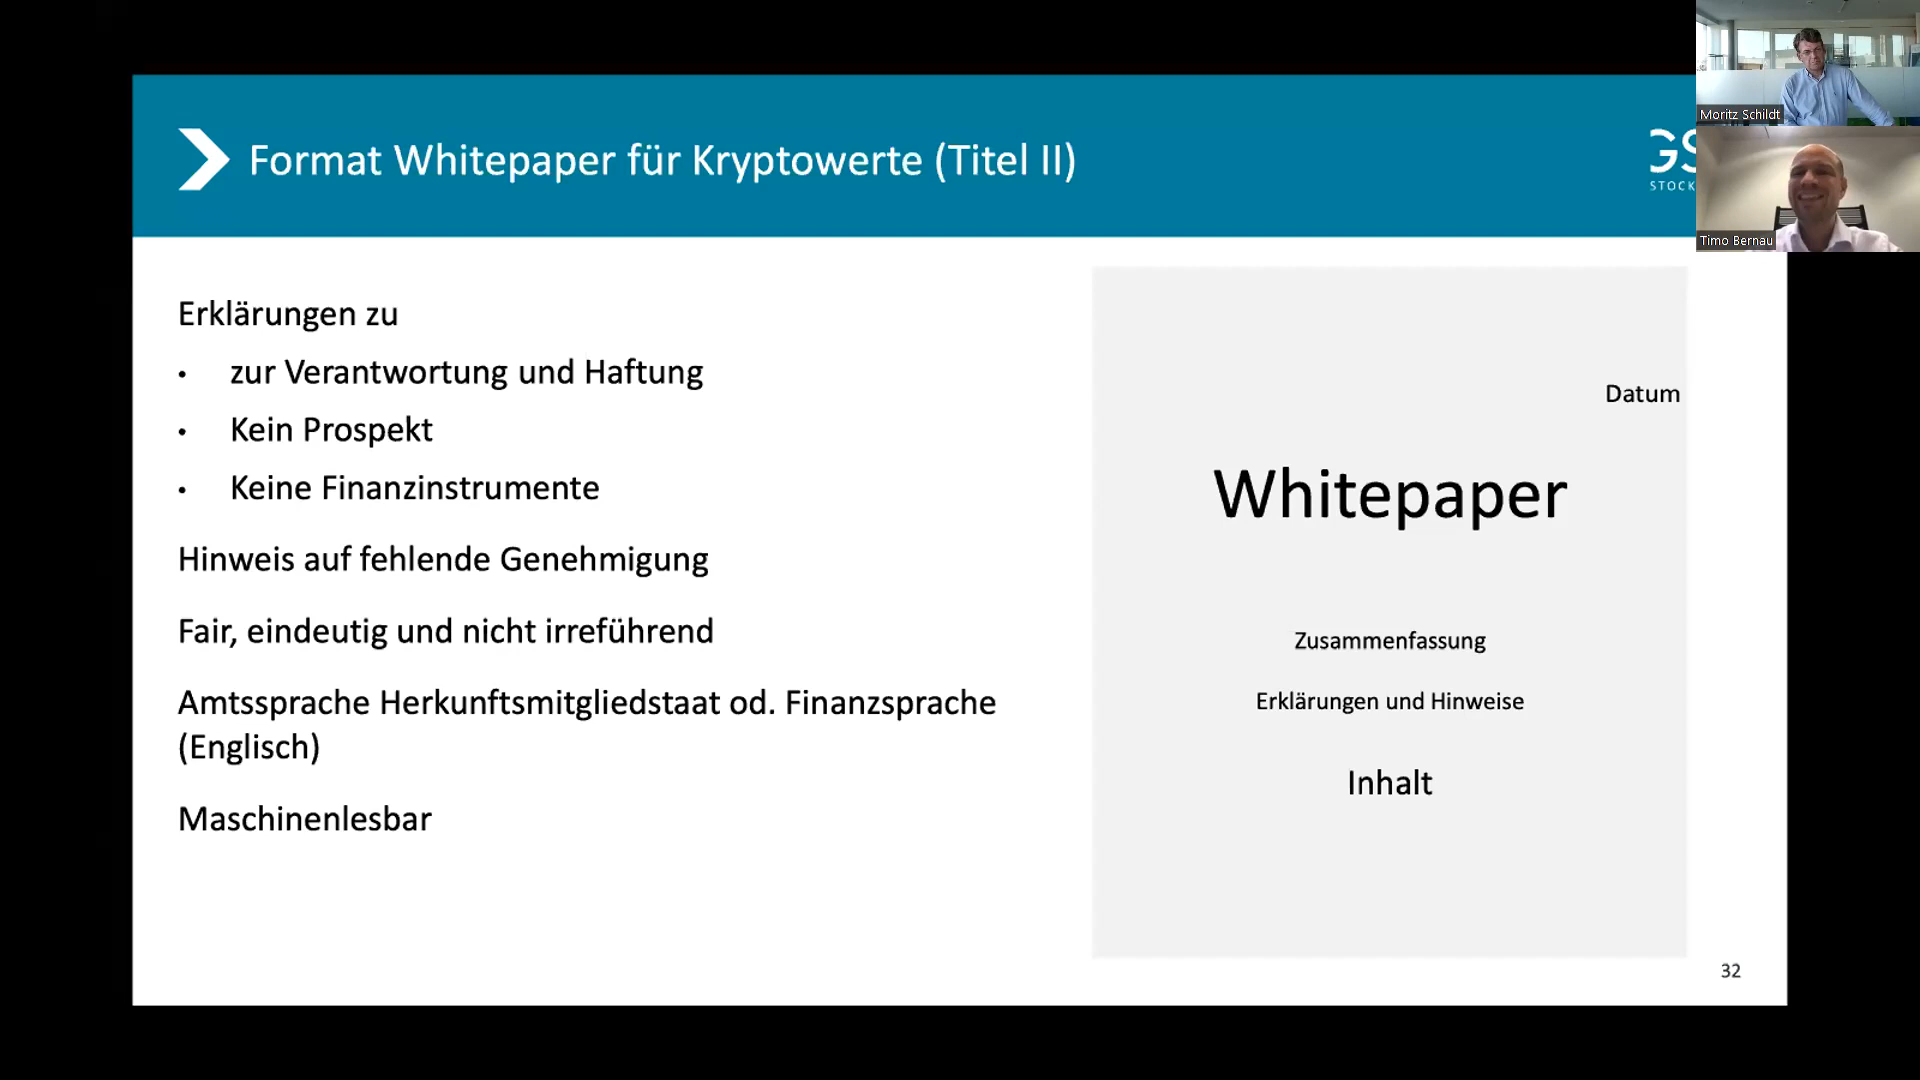 Format Whitepaper für Kryptowerte (Titel II)
GS
STOCK
Moritz Schildt
Timo Bernau
Erklärungen zu
• zur Verantwortung und Haftung
• Kein Prospekt
• Keine Finanzinstrumente
Hinweis auf fehlende Genehmigung
Fair, eindeutig und nicht irreführend
Amtssprache Herkunftsmitgliedstaat od. Finanzsprache
(Englisch)
Maschinenlesbar
Datum
Whitepaper
Zusammenfassung
Erklärungen und Hinweise
Inhalt
32